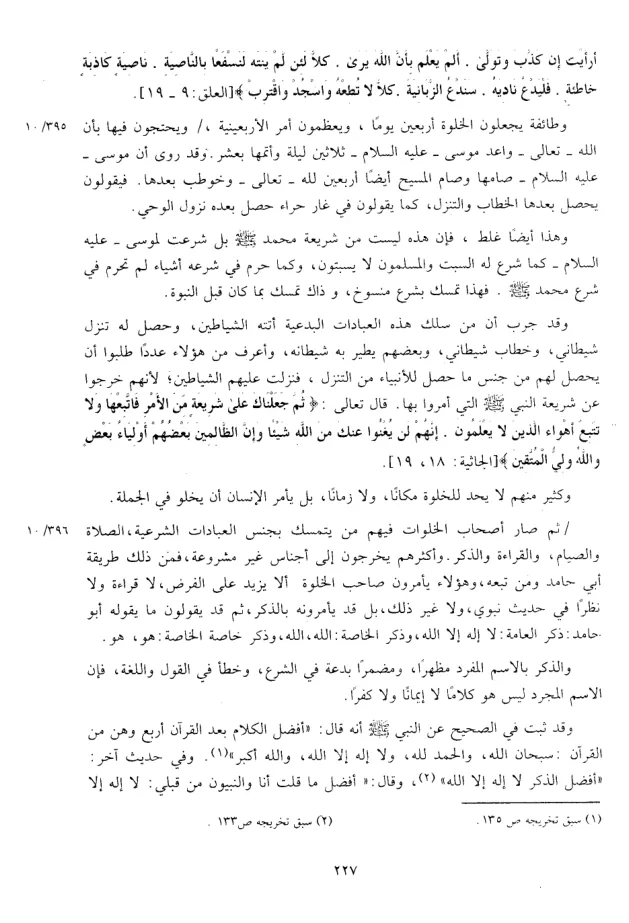 أرأيت إن كذب وتولى . ألم يعلم بأن الله يرى . كلا لئن لم ينته لنسفعا بالناصية . ناصية كاذبة
خاطئة . فليدع ناديه . سندع الزبانية . كلا لا تطعه واسجد واقترب ﴾[العلق: ٩ ـ ١٩].
وطائفة يجعلون الخلوة أربعين يومًا ، ويعظمون أمر الأربعينية ،/ ويحتجون فيها بأن ١٠/٣٩٥
الله ـ تعالى ـ واعد موسى ـ عليه السلام ـ ثلاثين ليلة وأتمها بعشر. وقد روى أن موسى ـ
عليه السلام ـ صامها وصام المسيح أيضًا أربعين لله ـ تعالى ـ وخوطب بعدها. فيقولون
يحصل بعدها الخطاب والتنزل، كما يقولون في غار حراء حصل بعده نزول الوحي.
وهذا أيضًا غلط ، فإن هذه ليست من شريعة محمد ﷺ بل شرعت لموسى ـ عليه
السلام ـ كما شرع له السبت والمسلمون لا يسبتون، وكما حرم في شرعه أشياء لم تحرم في
شرع محمد ﷺ . فهذا تمسك بشرع منسوخ، و ذاك تمسك بما كان قبل النبوة.
وقد جرب أن من سلك هذه العبادات البدعية أتته الشياطين، وحصل له تنزل
شيطاني، وخطاب شيطاني، وبعضهم يطير به شيطانه، وأعرف من هؤلاء عددًا طلبوا أن
يحصل لهم من جنس ما حصل للأنبياء من التنزل ، فنزلت عليهم الشياطين؛ لأنهم خرجوا
عن شريعة النبي ﷺ التي أمروا بها. قال تعالى :﴿ ثُمَّ جَعَلْنَاكَ عَلَىٰ شَرِيعَةٍ مِّنَ الأَمْرِ فَاتَّبِعْهَا وَلا
تتبع أهواء الذين لا يعلمون . إنهم لن يغنوا عنك من الله شيئا وإن الظالمين بعضهم أولياء بعض
والله ولي المتقين ﴾[الجاثية: ١٨، ١٩].
وكثير منهم لا يحد للخلوة مكانًا، ولا زمانًا، بل يأمر الإنسان أن يخلو في الجملة.
/ ثم صار أصحاب الخلوات فيهم من يتمسك بجنس العبادات الشرعية،الصلاة ١٠/٣٩٦
والصيام، والقراءة والذكر. وأكثرهم يخرجون إلى أجناس غير مشروعة، فمن ذلك طريقة
أبي حامد ومن تبعه، وهؤلاء يأمرون صاحب الخلوة ألا يزيد على الفرض، لا قراءة ولا
نظرًا في حديث نبوي، ولا غير ذلك، بل قد يأمرونه بالذكر، ثم قد يقولون ما يقوله أبو
حامد: ذكر العامة: لا إله إلا الله، وذكر الخاصة: الله، الله، وذكر خاصة الخاصة: هو، هو.
والذكر بالاسم المفرد مظهرًا، ومضمرًا بدعة في الشرع، وخطأ في القول واللغة، فإن
الاسم المجرد ليس هو كلامًا لا إيمانًا ولا كفرًا.
وقد ثبت في الصحيح عن النبي ﷺ أنه قال: «أفضل الكلام بعد القرآن أربع وهن من
القرآن :سبحان الله، والحمد لله، ولا إله إلا الله، والله أكبر»(١). وفي حديث آخر:
«أفضل الذكر لا إله إلا الله» (٢)، وقال:« أفضل ما قلت أنا والنبيون من قبلي: لا إله إلا
(١) سبق تخريجه ص ١٣٥. (٢) سبق تخريجه ص١٣٣ .
٢٢٧